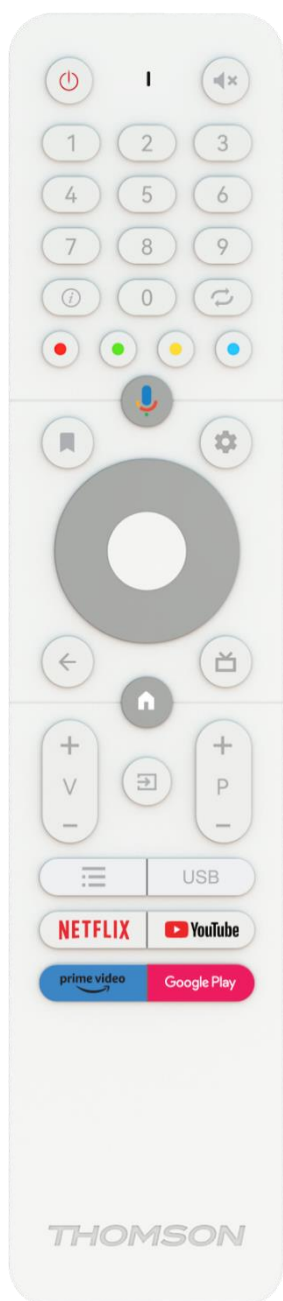 1 2 3
4 5 6
7 8 9
i 0
+ +
V P
- -
USB
NETFLIX YouTube
prime video Google Play
THOMSON